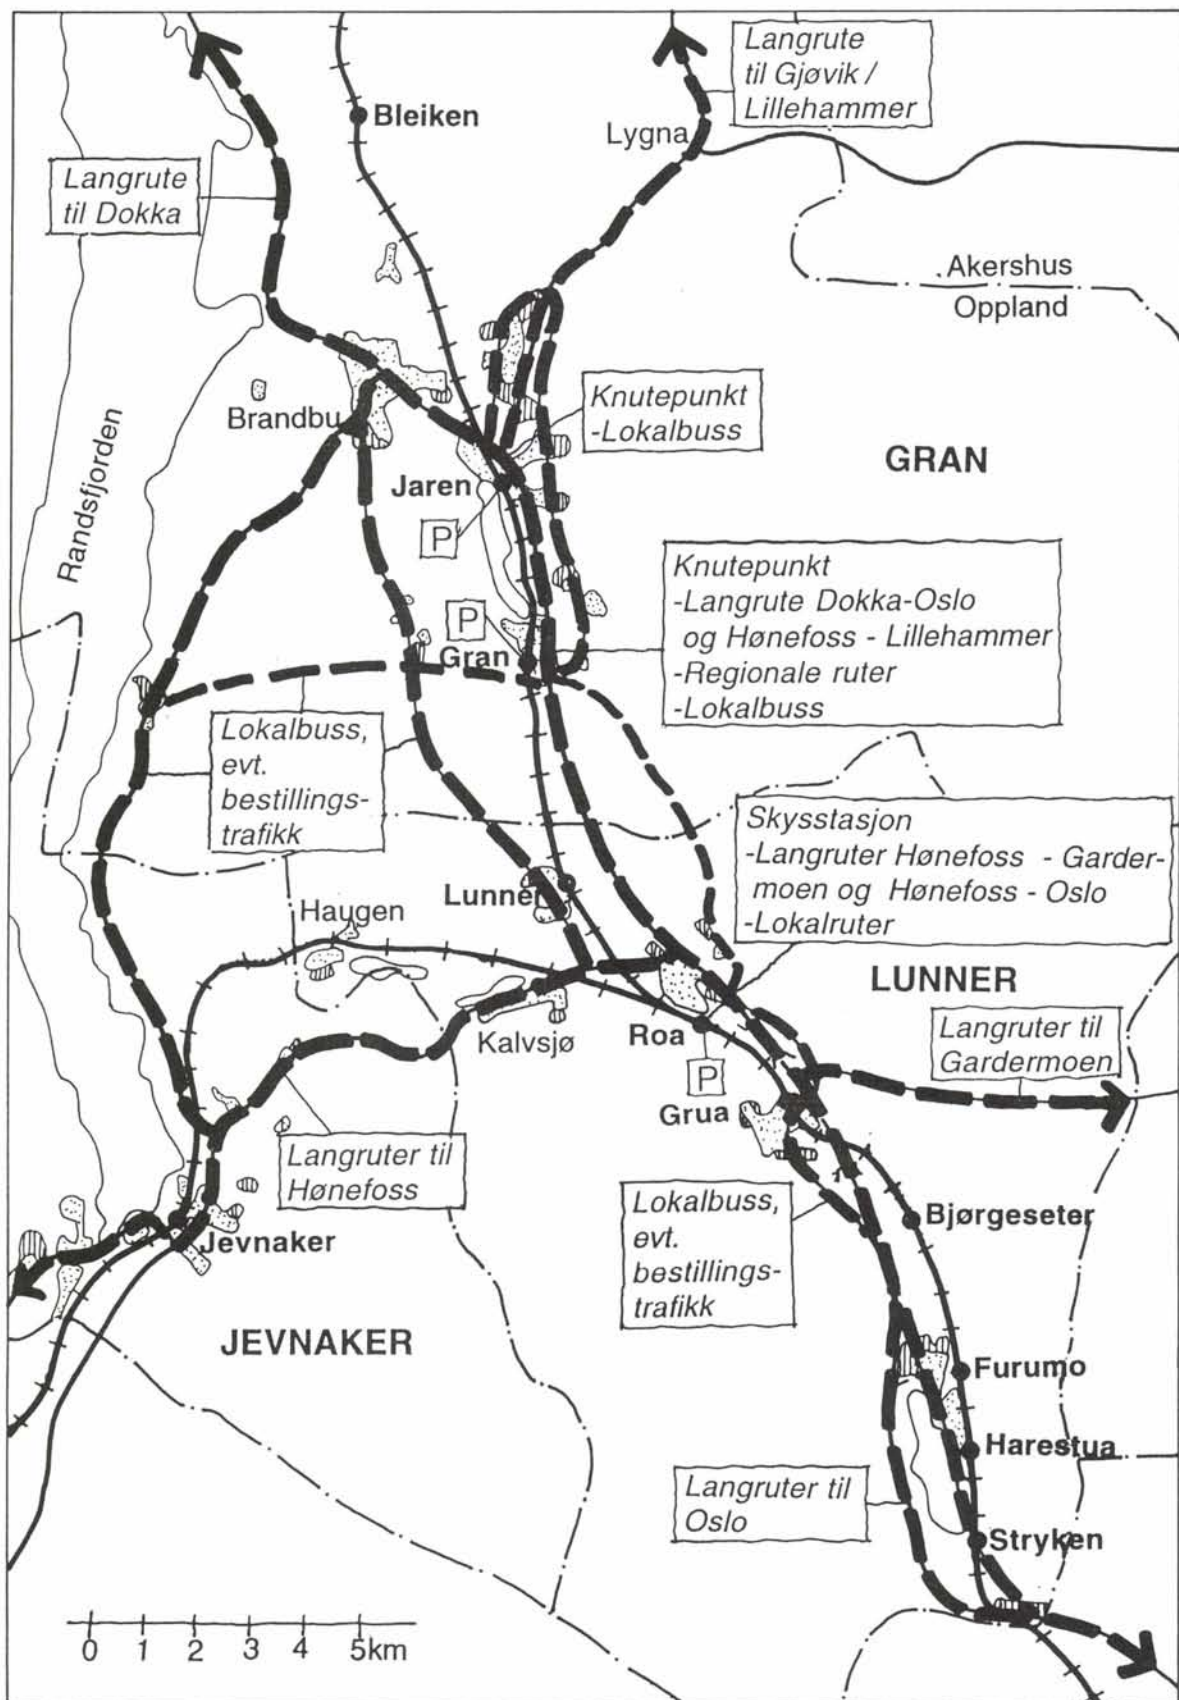 Langrute
til Gjøvik /
Lillehammer
Bleiken
Lygna
Langrute
til Dokka
Akershus
Oppland
Knutepunkt
-Lokalbuss
Brandbu
Randsfjorden
GRAN
Jaren
P
Knutepunkt
-Langrute Dokka-Oslo
og Hønefoss - Lillehammer
-Regionale ruter
-Lokalbuss
P
Gran
Lokalbuss,
evt.
bestillings-
trafikk
Skysstasjon
-Langruter Hønefoss - Garder-
moen og Hønefoss - Oslo
-Lokalruter
Lunner
Haugen
LUNNER
Roa
Kalvsjø
Langruter til
Gardermoen
P
Grua
Langruter til
Hønefoss
Lokalbuss,
evt.
bestillings-
trafikk
Bjørgeseter
Jevnaker
JEVNAKER
Furumo
Harestua
Langruter til
Oslo
Stryken
0 1 2 5km